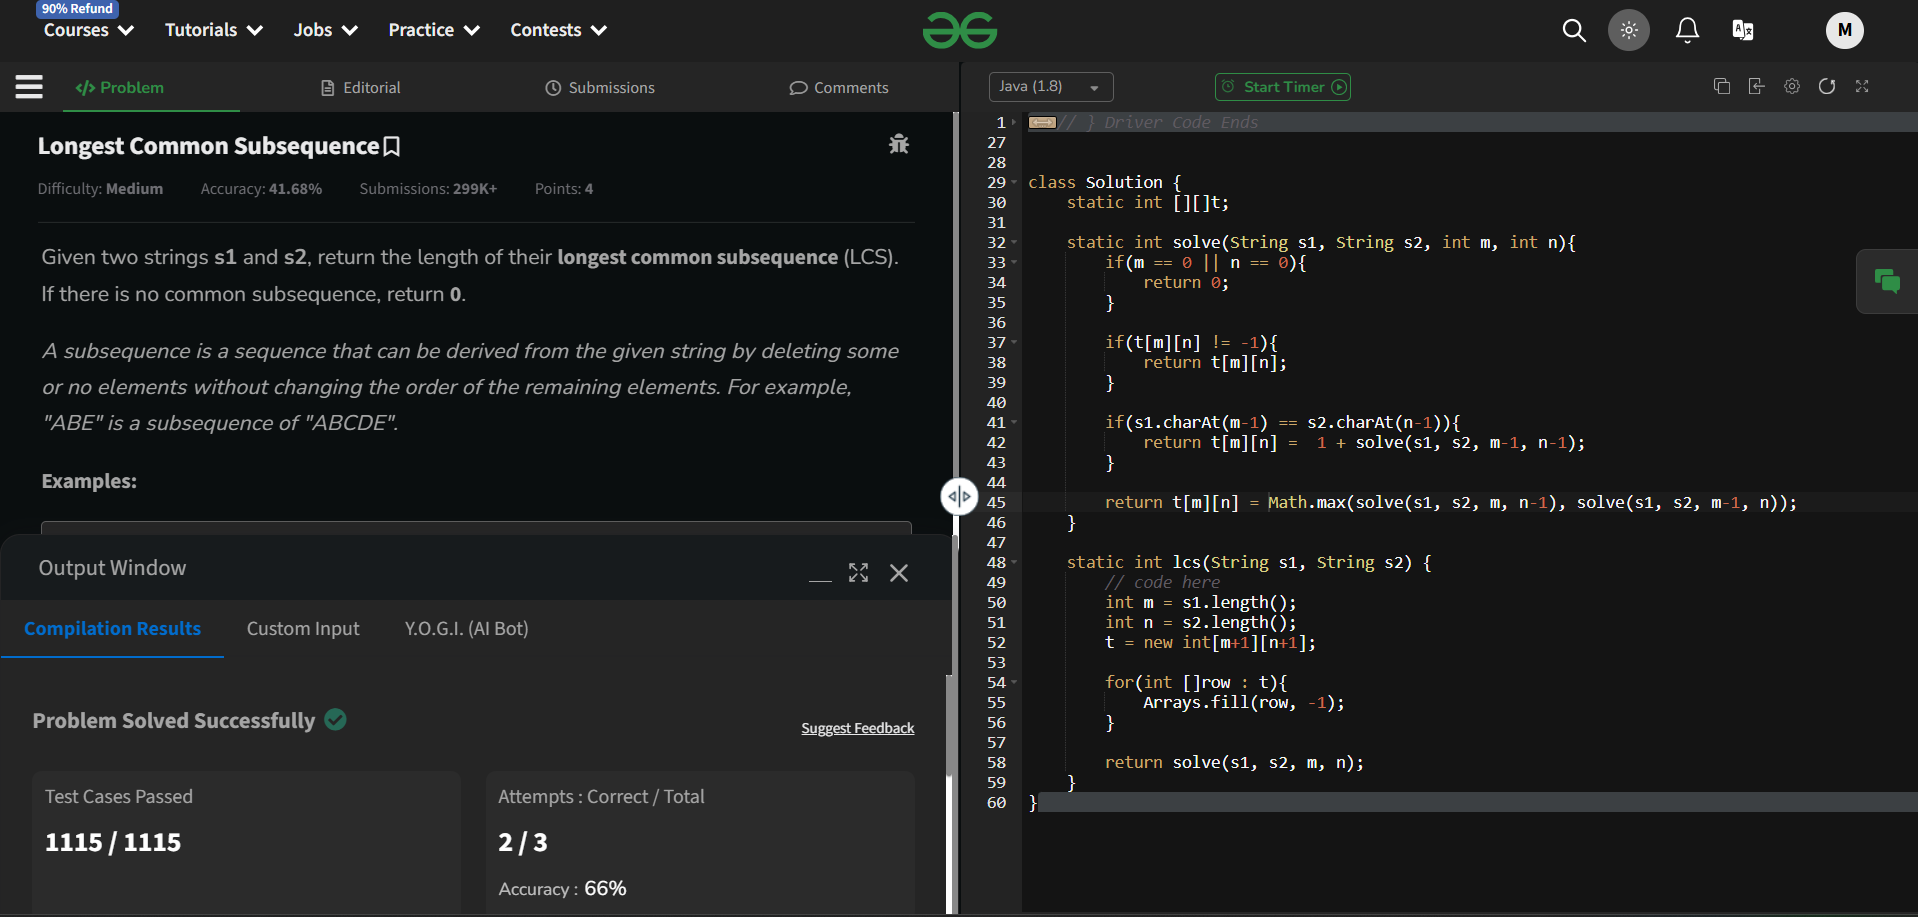 90% Refund
Courses Tutorials Jobs Practice Contests
M
</> Problem Editorial Submissions Comments
Longest Common Subsequence
Difficulty: Medium Accuracy: 41.68% Submissions: 299K+ Points: 4
Given two strings s1 and s2, return the length of their longest common subsequence (LCS).
If there is no common subsequence, return 0.
A subsequence is a sequence that can be derived from the given string by deleting some
or no elements without changing the order of the remaining elements. For example,
"ABE" is a subsequence of "ABCDE".
Examples:
Output Window
Compilation Results Custom Input Y.O.G.I. (AI Bot)
Problem Solved Successfully
Suggest Feedback
Test Cases Passed
1115 / 1115
Attempts : Correct / Total
2 / 3
Accuracy : 66%
Java (1.8) Start Timer
1 // } Driver Code Ends
27
28
29 class Solution {
30     static int [][]t;
31
32     static int solve(String s1, String s2, int m, int n){
33         if(m == 0 || n == 0){
34             return 0;
35         }
36
37         if(t[m][n] != -1){
38             return t[m][n];
39         }
40
41         if(s1.charAt(m-1) == s2.charAt(n-1)){
42             return t[m][n] =  1 + solve(s1, s2, m-1, n-1);
43         }
44
45         return t[m][n] = Math.max(solve(s1, s2, m, n-1), solve(s1, s2, m-1, n));
46     }
47
48     static int lcs(String s1, String s2) {
49         // code here
50         int m = s1.length();
51         int n = s2.length();
52         t = new int[m+1][n+1];
53
54         for(int []row : t){
55             Arrays.fill(row, -1);
56         }
57
58         return solve(s1, s2, m, n);
59     }
60 }